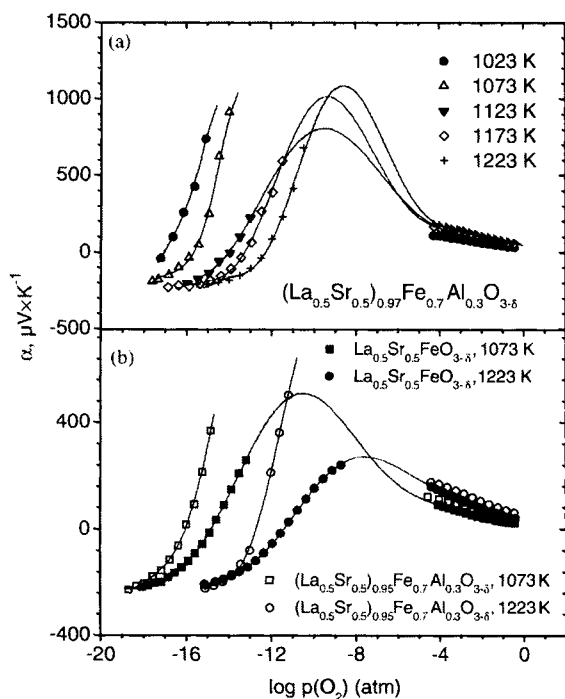 1500
(a)
1023 K
1073 K
1000
1123 K
1173 K
1223 K
500
0
(La0.5Sr0.5)0.97Fe0.7Al0.3O3-δ
-500
α, μV×K-1
(b)
La0.5Sr0.5FeO3-δ, 1073 K
La0.5Sr0.5FeO3-δ, 1223 K
400
0
(La0.5Sr0.5)0.95Fe0.7Al0.3O3-δ, 1073 K
(La0.5Sr0.5)0.95Fe0.7Al0.3O3-δ, 1223 K
-400
-20 -16 -12 -8 -4 0
log p(O2) (atm)